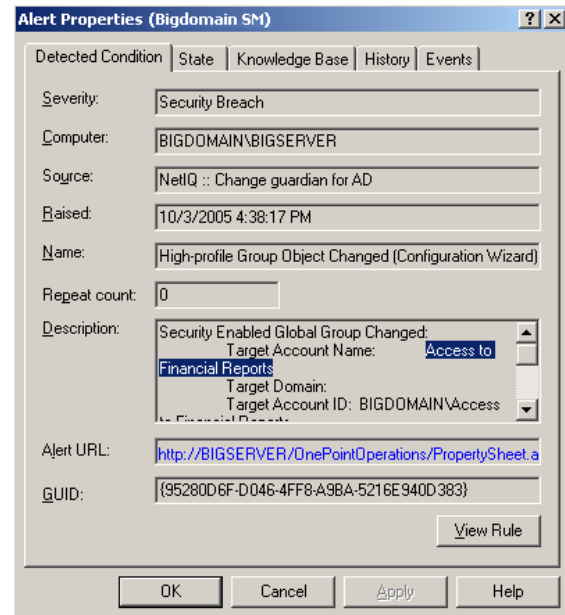 Alert Properties (Bigdomain SM)
Detected Condition State Knowledge Base History Events
Severity: Security Breach
Computer: BIGDOMAIN\BIGSERVER
Source: NetIQ :: Change guardian for AD
Raised: 10/3/2005 4:38:17 PM
Name: High-profile Group Object Changed (Configuration Wizard)
Repeat count: 0
Description: Security Enabled Global Group Changed:
Target Account Name: Access to
Financial Reports
Target Domain:
Target Account ID: BIGDOMAIN\Access
to Financial Reports
Alert URL: http://BIGSERVER/OnePointOperations/PropertySheet.a
GUID: {95280D6F-D046-4FF8-A9BA-5216E940D383}
View Rule
OK Cancel Apply Help